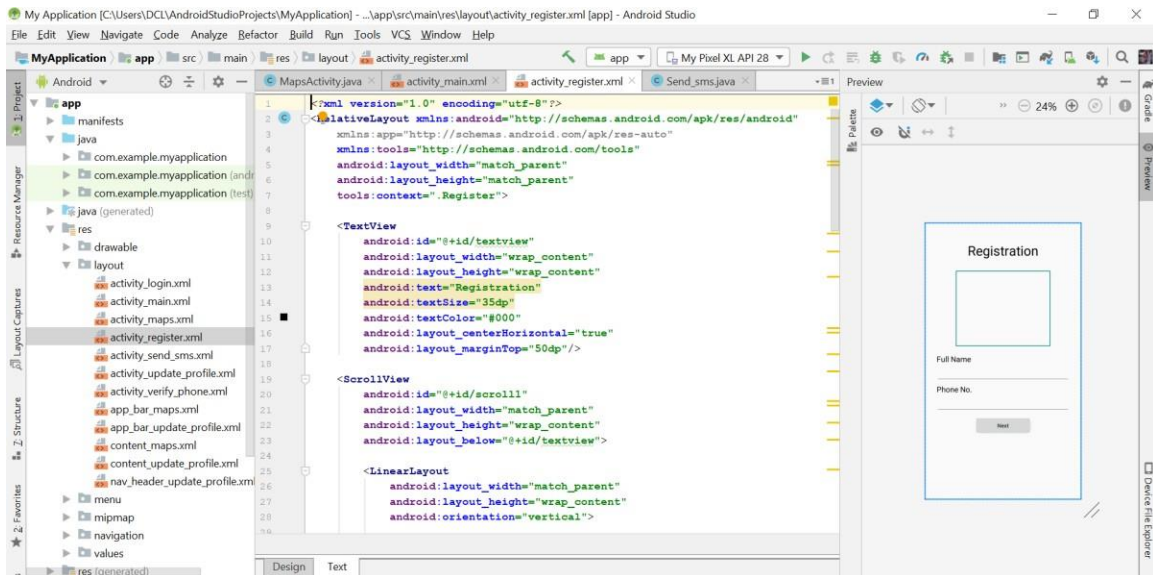 My Application [C:\Users\DCL\AndroidStudioProjects\MyApplication] - ...\app\src\main\res\layout\activity_register.xml [app] - Android Studio
File Edit View Navigate Code Analyze Refactor Build Run Tools VCS Window Help
MyApplication app src main res layout activity_register.xml app My Pixel XL API 28
Android
MapsActivity.java activity_main.xml activity_register.xml Send_sms.java
1: Project
Resource Manager
Layout Captures
7: Structure
2: Favorites
app
manifests
java
com.example.myapplication
com.example.myapplication (andr
com.example.myapplication (test)
java (generated)
res
drawable
layout
activity_login.xml
activity_main.xml
activity_maps.xml
activity_register.xml
activity_send_sms.xml
activity_update_profile.xml
activity_verify_phone.xml
app_bar_maps.xml
app_bar_update_profile.xml
content_maps.xml
content_update_profile.xml
nav_header_update_profile.xml
menu
mipmap
navigation
values
res (generated)
1 <?xml version="1.0" encoding="utf-8"?>
2 lativeLayout xmlns:android="http://schemas.android.com/apk/res/android"
3 xmlns:app="http://schemas.android.com/apk/res-auto"
4 xmlns:tools="http://schemas.android.com/tools"
5 android:layout_width="match_parent"
6 android:layout_height="match_parent"
7 tools:context=".Register">
8
9 <TextView
10 android:id="@+id/textview"
11 android:layout_width="wrap_content"
12 android:layout_height="wrap_content"
13 android:text="Registration"
14 android:textSize="35dp"
15 android:textColor="#000"
16 android:layout_centerHorizontal="true"
17 android:layout_marginTop="50dp"/>
18
19 <ScrollView
20 android:id="@+id/scroll1"
21 android:layout_width="match_parent"
22 android:layout_height="wrap_content"
23 android:layout_below="@+id/textview">
24
25 <LinearLayout
26 android:layout_width="match_parent"
27 android:layout_height="wrap_content"
28 android:orientation="vertical">
29
Design Text
Preview
Palette
24%
Registration
Full Name
Phone No.
Next
Gradle
Preview
Device File Explorer